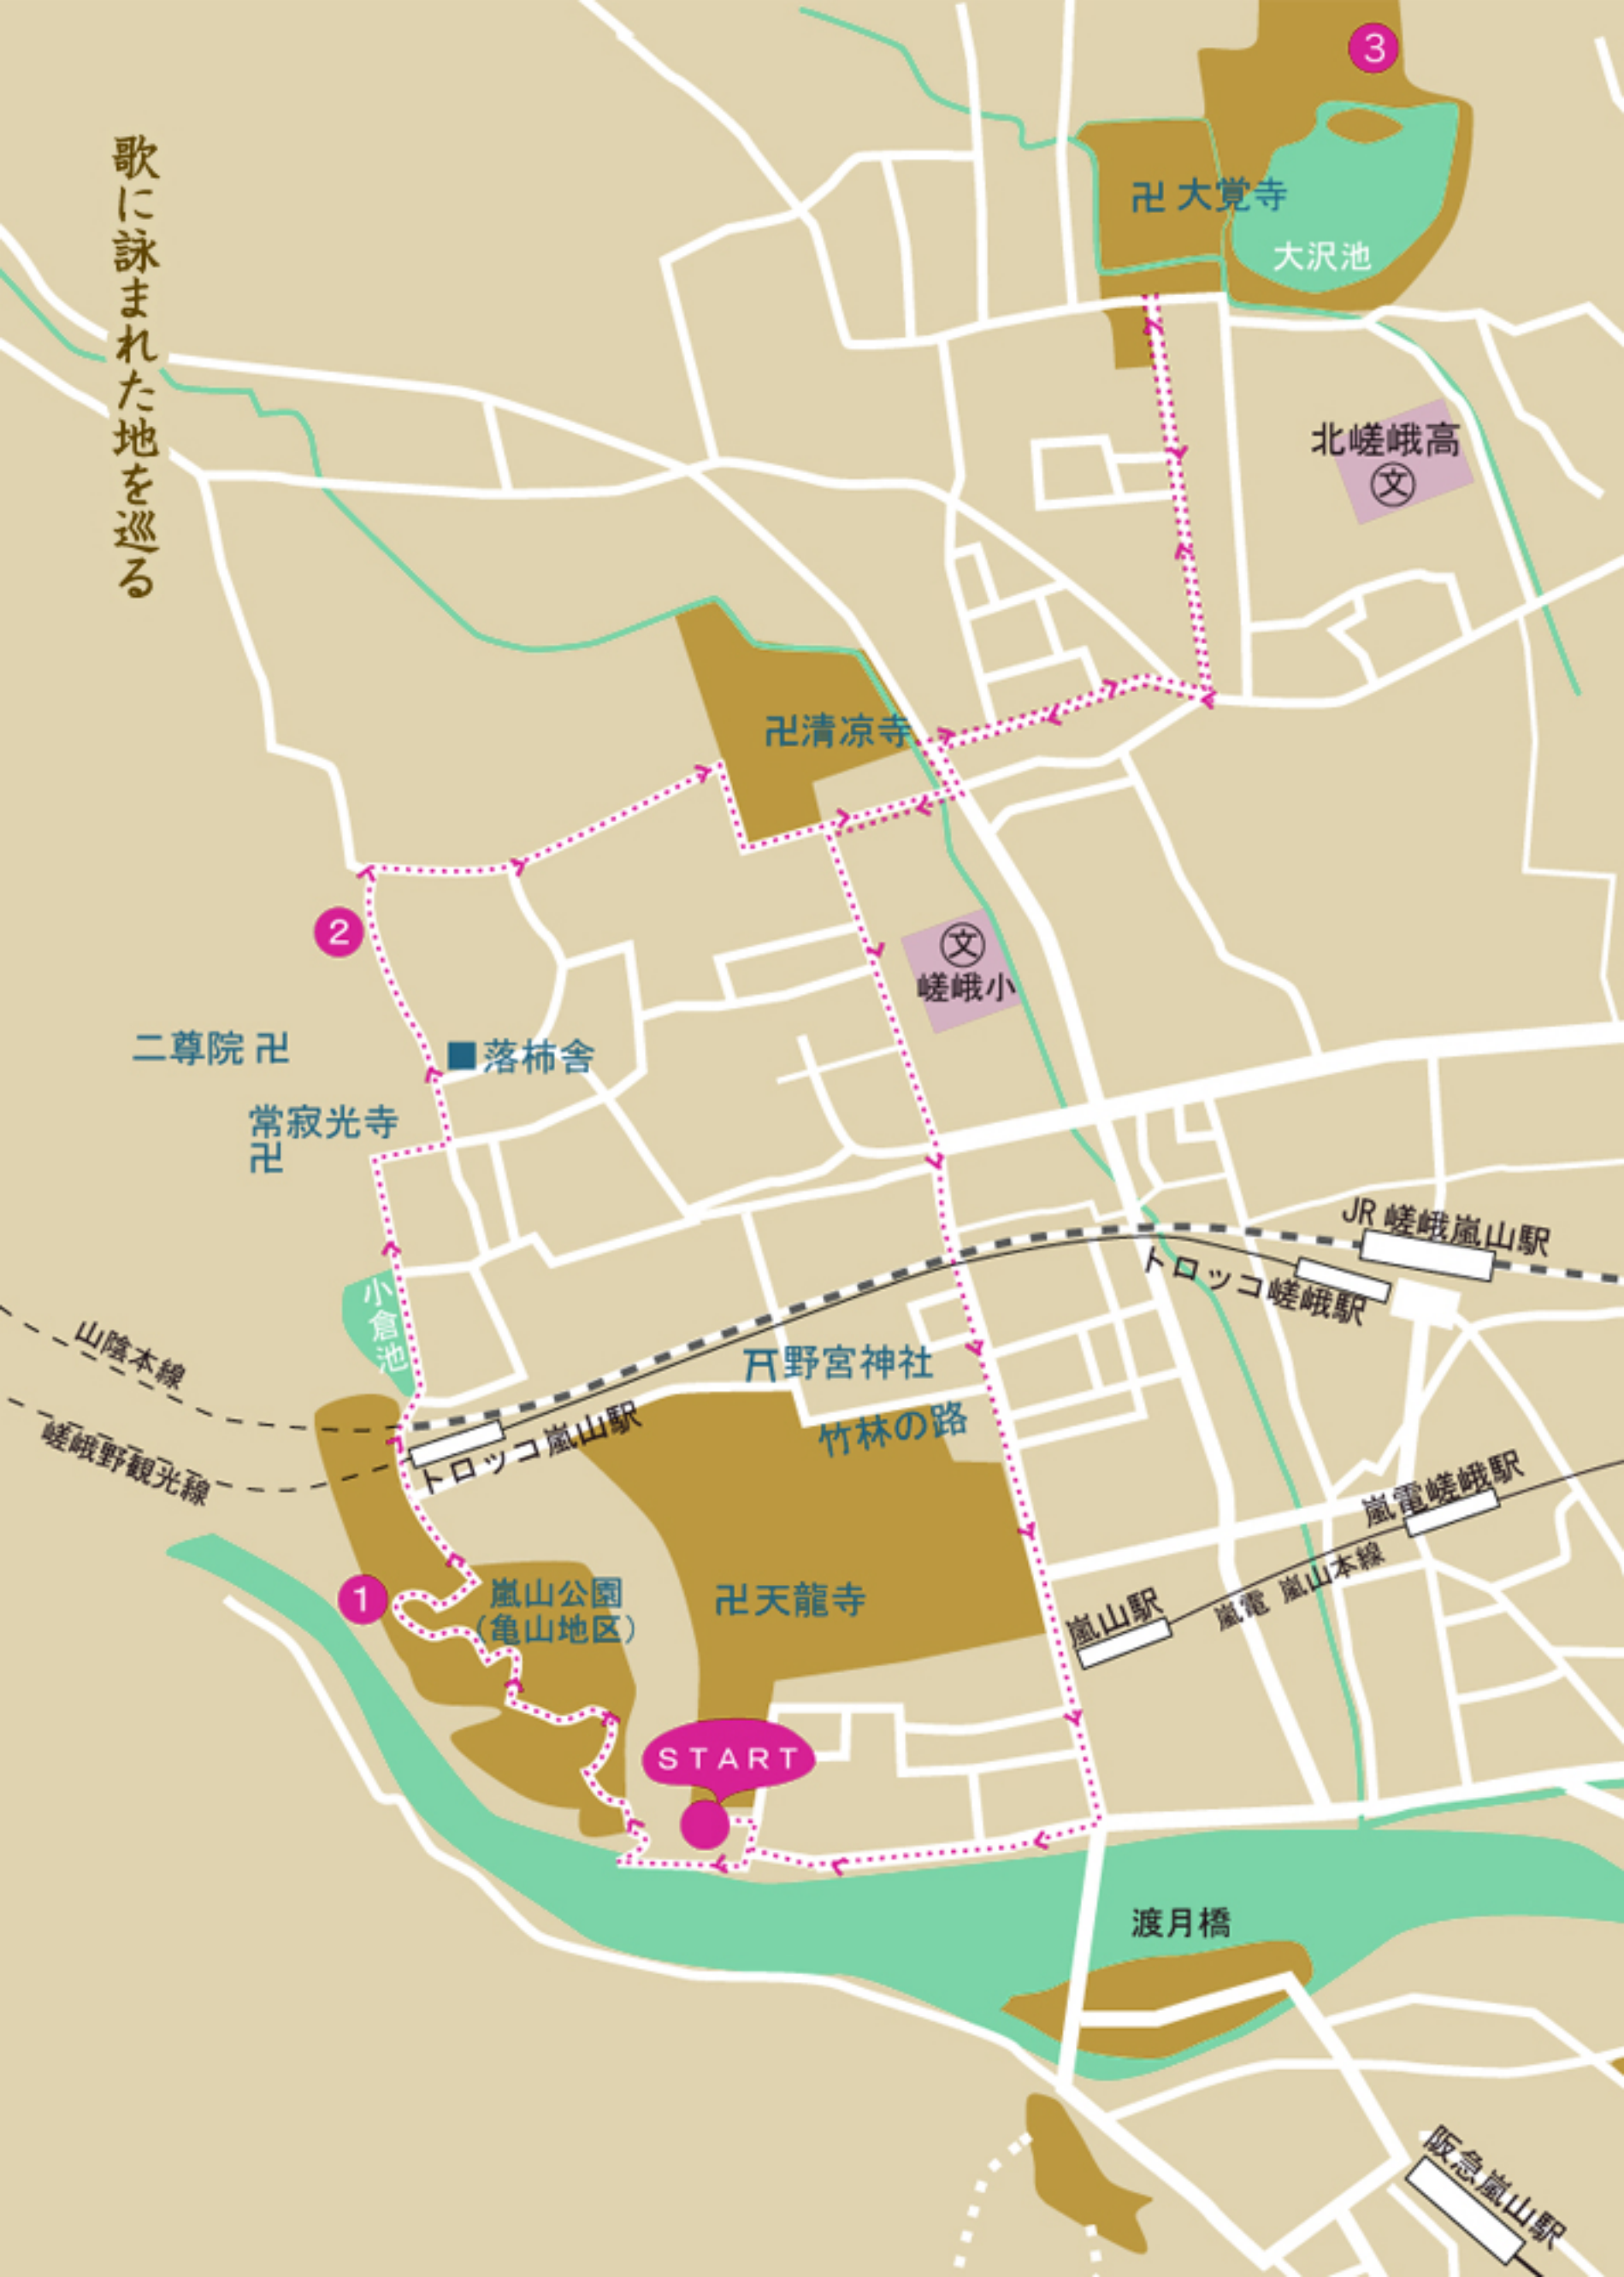 歌に詠まれた地を巡る
3
卍 大覚寺
大沢池
北嵯峨高
文
卍清凉寺
2
文
嵯峨小
二尊院 卍
落柿舎
常寂光寺
卍
JR 嵯峨嵐山駅
トロッコ嵯峨駅
小倉池
山陰本線
野宮神社
竹林の路
嵯峨野観光線
トロッコ嵐山駅
嵐電嵯峨駅
嵐電 嵐山本線
1
嵐山公園
（亀山地区）
卍天龍寺
嵐山駅
START
渡月橋
阪急嵐山駅